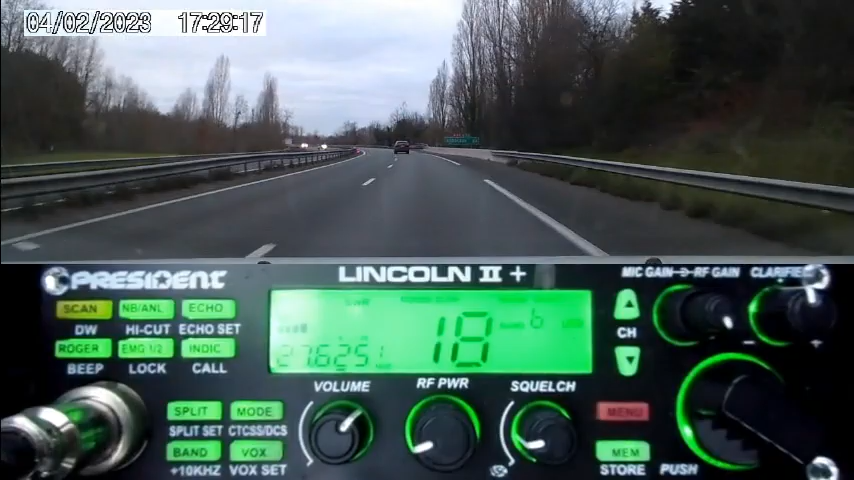 04/02/2023 17:29:17
PRESIDENT LINCOLN II + MIC GAIN RF GAIN CLARIFIER
SCAN NB/ANL ECHO
DW HI-CUT ECHO SET
ROGER EMG 1/2 INDIC
BEEP LOCK CALL
18 6
27.6251
CH
VOLUME RF PWR SQUELCH
SPLIT MODE MENU
SPLIT SET CTCSS/DCS
BAND VOX MEM
+10KHZ VOX SET STORE PUSH